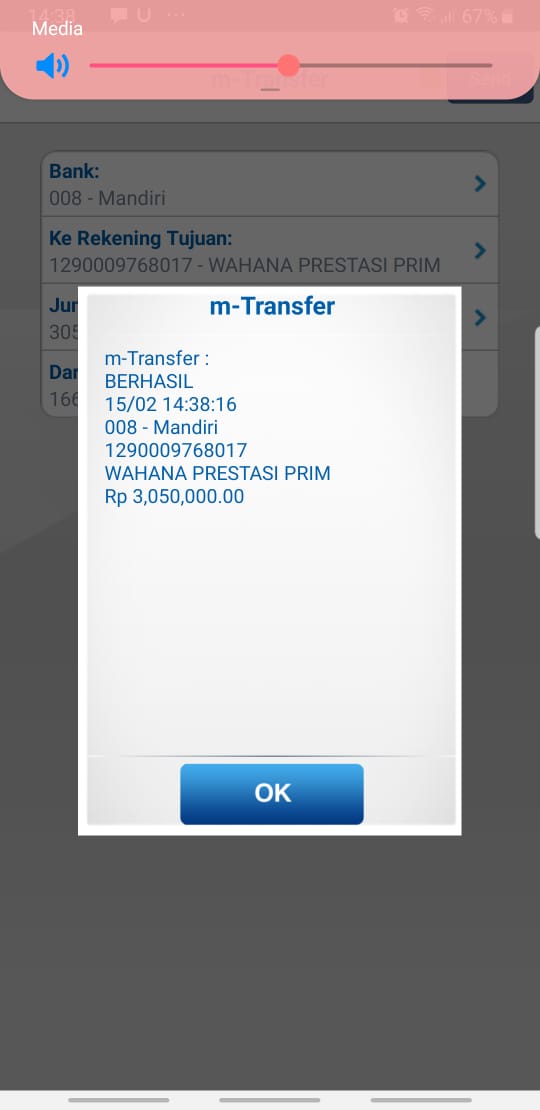 14:38
67%
Media
m-Transfer
Send
Bank:
008 - Mandiri
Ke Rekening Tujuan:
1290009768017 - WAHANA PRESTASI PRIM
Jum
305
Dar
166
m-Transfer
m-Transfer :
BERHASIL
15/02 14:38:16
008 - Mandiri
1290009768017
WAHANA PRESTASI PRIM
Rp 3,050,000.00
OK